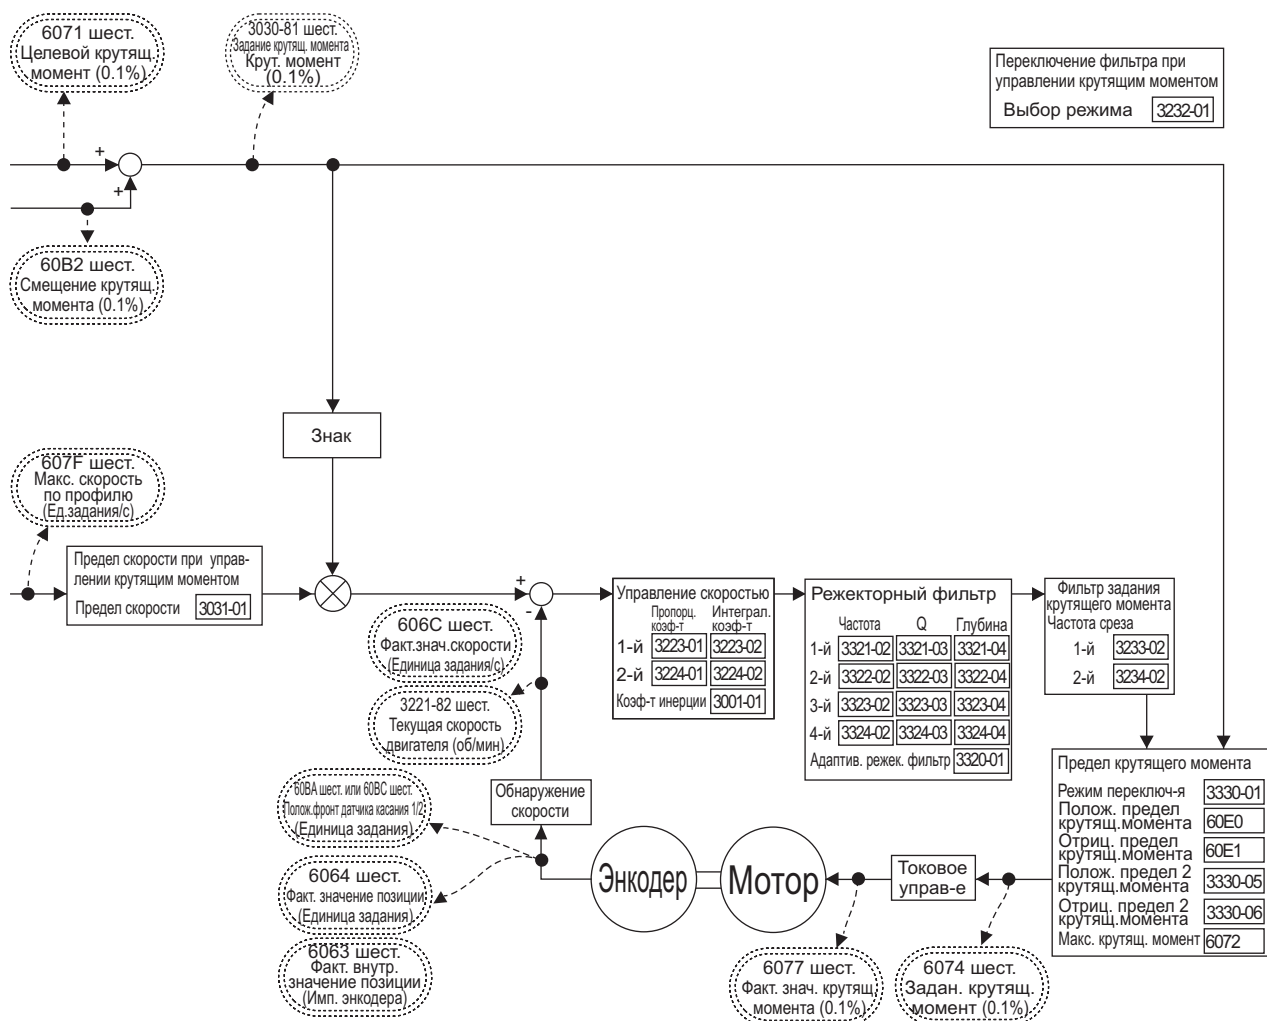 6071 шест.
Целевой крутящ.
момент (0.1%)
3030-81 шест.
Задание крутящ. момента
Крут. момент
(0.1%)
Переключение фильтра при
управлении крутящим моментом
Выбор режима 3232-01
+
+
60B2 шест.
Смещение крутящ.
момента (0.1%)
Знак
607F шест.
Макс. скорость
по профилю
(Ед.задания/с)
Предел скорости при управ-
лении крутящим моментом
Предел скорости 3031-01
+
-
606C шест.
Факт.знач.скорости
(Единица задания/с)
3221-82 шест.
Текущая скорость
двигателя (об/мин)
Управление скоростью
Пропорц. Интеграл.
коэф-т коэф-т
1-й 3223-01 3223-02
2-й 3224-01 3224-02
Коэф-т инерции 3001-01
Режекторный фильтр
Частота Q Глубина
1-й 3321-02 3321-03 3321-04
2-й 3322-02 3322-03 3322-04
3-й 3323-02 3323-03 3323-04
4-й 3324-02 3324-03 3324-04
Адаптив. режек. фильтр 3320-01
Фильтр задания
крутящего момента
Частота среза
1-й 3233-02
2-й 3234-02
Предел крутящего момента
Режим переключ-я 3330-01
Полож. предел
крутящ.момента 60E0
Отриц. предел
крутящ.момента 60E1
Полож. предел 2
крутящ.момента 3330-05
Отриц. предел 2
крутящ.момента 3330-06
Макс. крутящ. момент 6072
60BA шест. или 60BC шест.
Полож.фронт датчика касания 1/2
(Единица задания)
Обнаружение
скорости
6064 шест.
Факт. значение позиции
(Единица задания)
6063 шест.
Факт. внутр.
значение позиции
(Имп. энкодера)
Энкодер
Мотор
Токовое
управ-е
6077 шест.
Факт. знач. крутящ.
момента (0.1%)
6074 шест.
Задан. крутящ.
момент (0.1%)